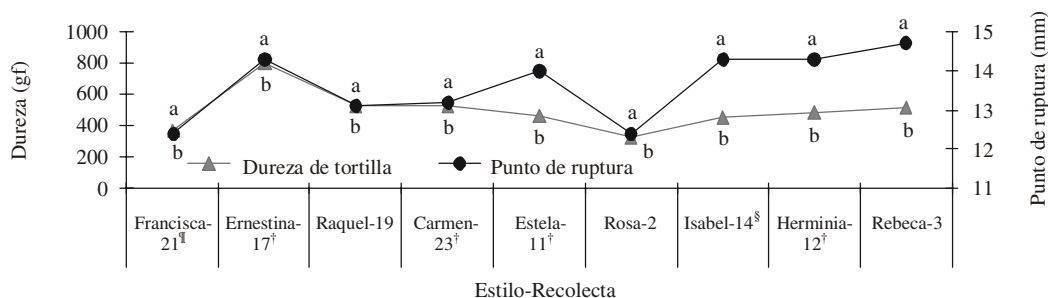 1000
800
600
400
200
0
Dureza (gf)
a
a
a
a
a
a
a
a
a
b
b
b
b
b
b
b
b
b
15
14
13
12
11
Punto de ruptura (mm)
Dureza de tortilla
Punto de ruptura
Francisca-
21¶
Ernestina-
17†
Raquel-19
Carmen-
23†
Estela-
11†
Rosa-2
Isabel-14§
Herminia-
12†
Rebeca-3
Estilo-Recolecta